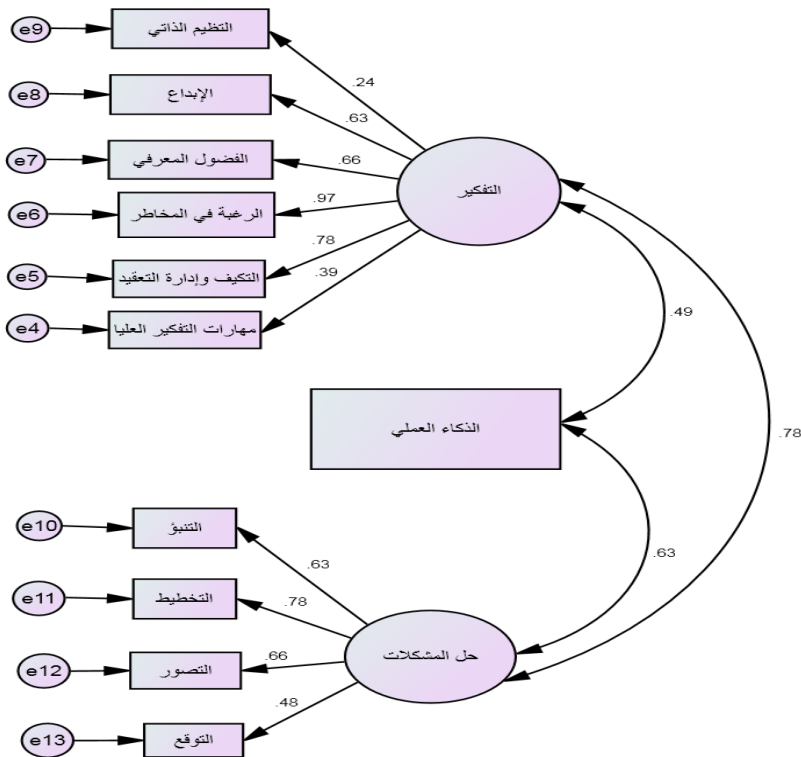 e9
التظيم الذاتي
.24
e8
الإبداع
.63
e7
الفضول المعرفي
.66
التفكير
e6
الرغبة في المخاطر
.97
e5
التكيف وإدارة التعقيد
.78
e4
مهارات التفكير العليا
.39
.49
الذكاء العملي
.78
e10
التنبؤ
.63
.63
e11
التخطيط
.78
حل المشكلات
e12
التصور
.66
e13
التوقع
.48